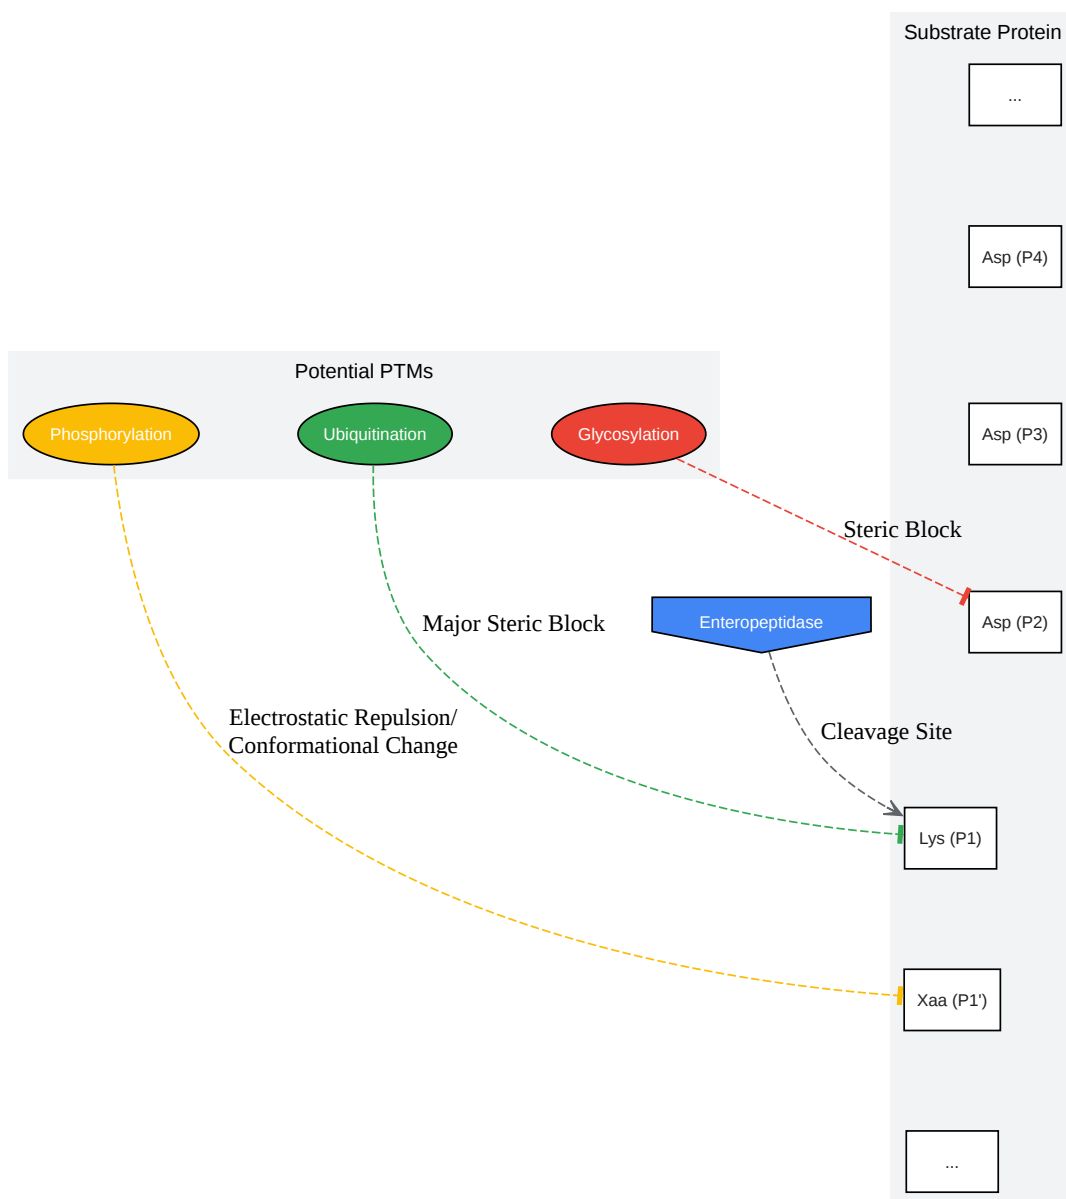 Substrate Protein
...
Asp (P4)
Potential PTMs
Phosphorylation
Ubiquitination
Glycosylation
Asp (P3)
Steric Block
Major Steric Block
Enteropeptidase
Asp (P2)
Electrostatic Repulsion/
Conformational Change
Cleavage Site
Lys (P1)
Xaa (P1')
...